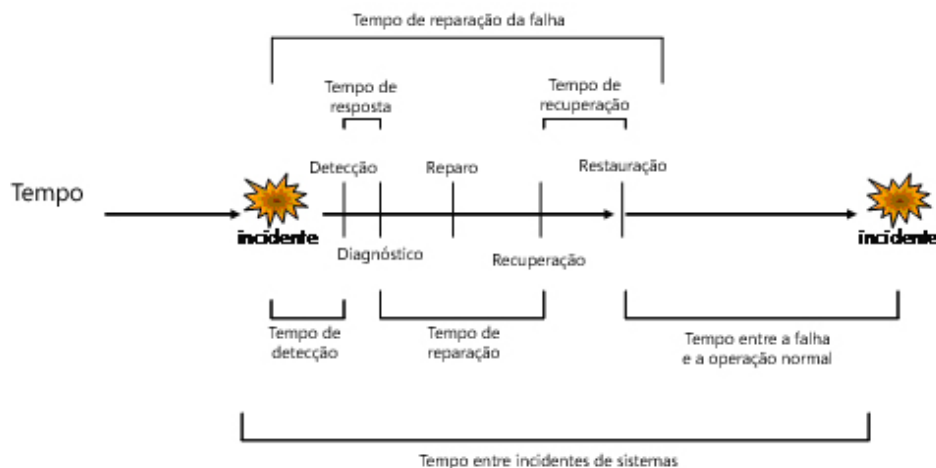 Tempo de reparação da falha
Tempo de
resposta
Tempo de
recuperação
Detecção
Reparo
Restauração
Tempo
incidente
incidente
Diagnóstico
Recuperação
Tempo de
detecção
Tempo de
reparação
Tempo entre a falha
e a operação normal
Tempo entre incidentes de sistemas